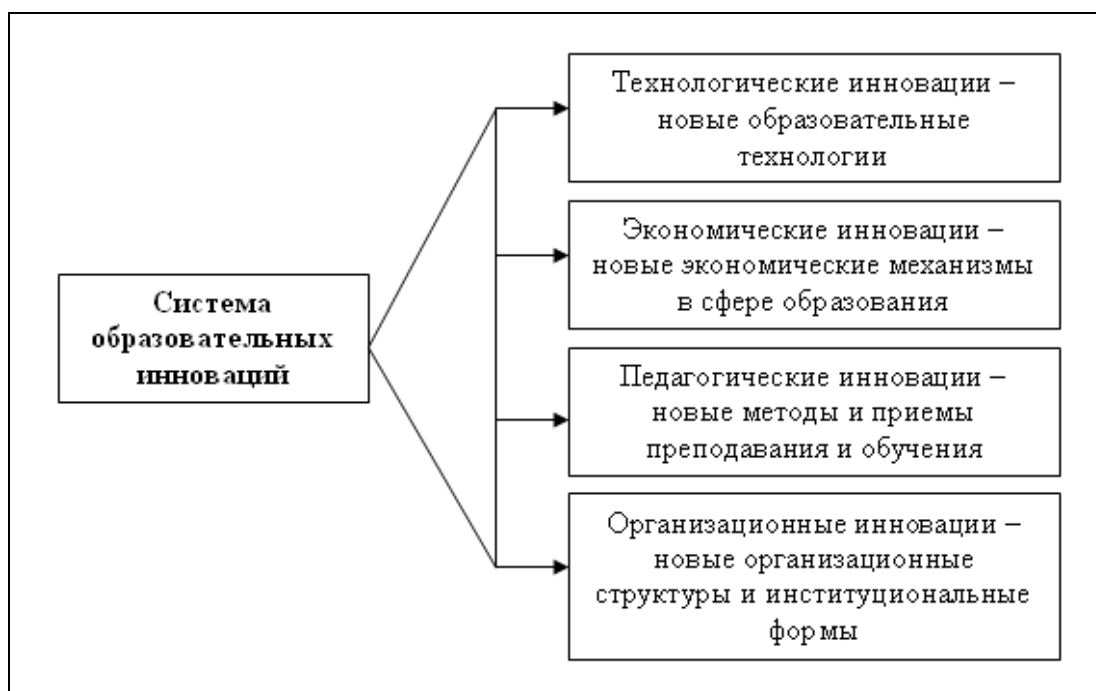 Система
образовательных
инноваций
Технологические инновации –
новые образовательные
технологии
Экономические инновации –
новые экономические механизмы
в сфере образования
Педагогические инновации –
новые методы и приемы
преподавания и обучения
Организационные инновации –
новые организационные
структуры и институциональные
формы